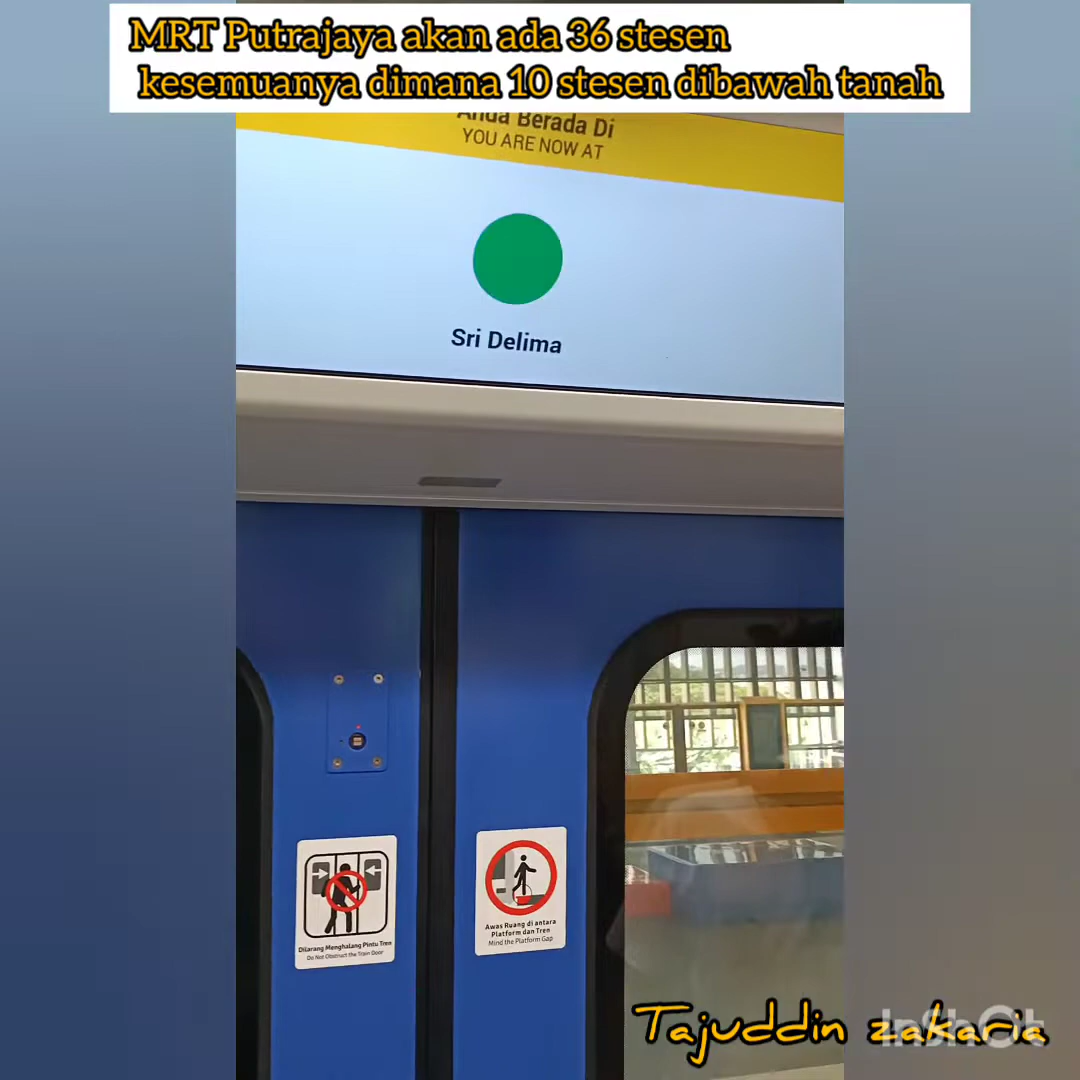 MRT Putrajaya akan ada 36 stesen
kesemuanya dimana 10 stesen dibawah tanah
Anda Berada Di
YOU ARE NOW AT
Sri Delima
Dilarang Menghalang Pintu Tren
Do Not Obstruct the Train Door
Awas Ruang di antara
Platform dan Tren
Mind the Platform Gap
Tajuddin zakaria
InShOt